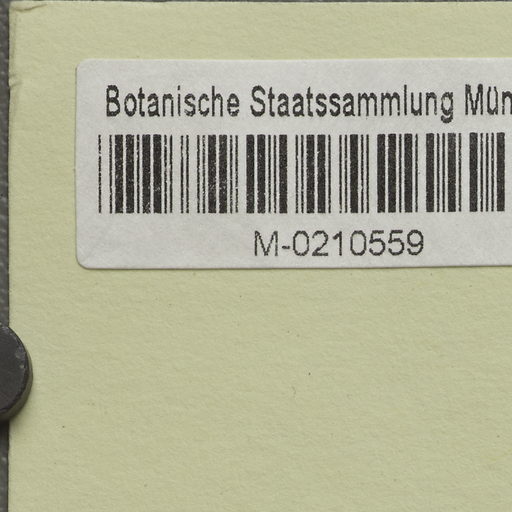 Botanische Staatssammlung Mün
M-0210559